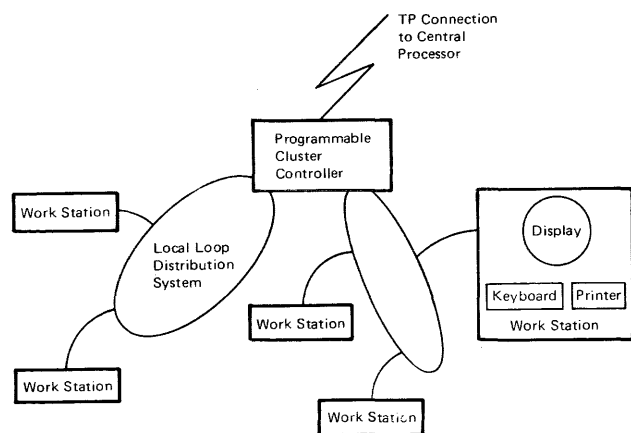 TP Connection
to Central
Processor
Programmable
Cluster
Controller
Work Station
Local Loop
Distribution
System
Display
Keyboard Printer
Work Station
Work Station
Work Station
Work Station